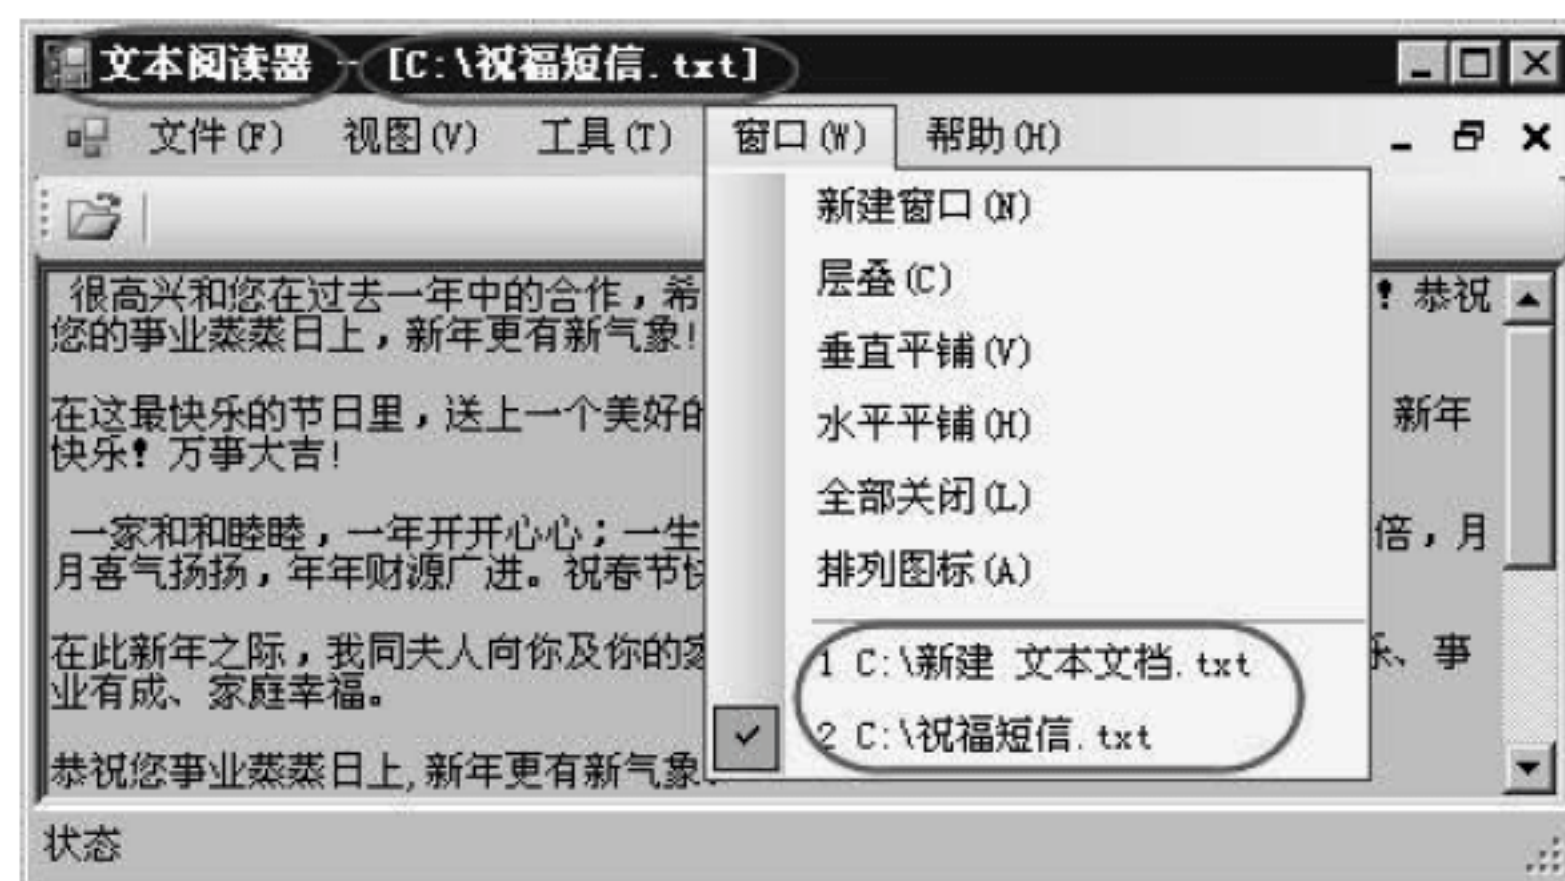 文本阅读器 - [C:\祝福短信.txt]
文件(F) 视图(V) 工具(T) 窗口(W) 帮助(H)
新建窗口(N)
层叠(C)
垂直平铺(V)
水平平铺(H)
全部关闭(L)
排列图标(A)
1 C:\新建 文本文档.txt
2 C:\祝福短信.txt
很高兴和您在过去一年中的合作，希 ！恭祝
您的事业蒸蒸日上，新年更有新气象!
在这最快乐的节日里，送上一个美好的 新年
快乐！万事大吉!
一家和和睦睦，一年开开心心；一生 倍，月
月喜气扬扬，年年财源广进。祝春节快
在此新年之际，我同夫人向你及你的家 乐、事
业有成、家庭幸福。
恭祝您事业蒸蒸日上,新年更有新气象
状态